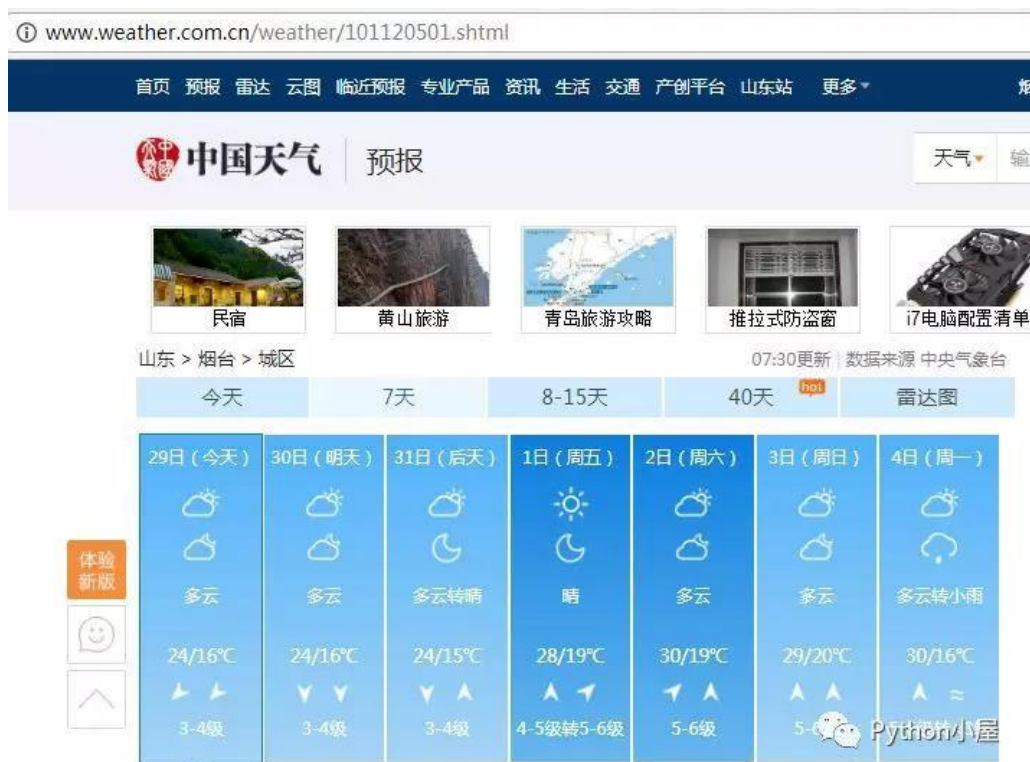 www.weather.com.cn/weather/101120501.shtml
首页 预报 雷达 云图 临近预报 专业产品 资讯 生活 交通 产创平台 山东站 更多
中国天气 预报 天气
民宿 黄山旅游 青岛旅游攻略 推拉式防盗窗 i7电脑配置清单
山东 > 烟台 > 城区 07:30更新 | 数据来源 中央气象台
今天 7天 8-15天 40天 hot 雷达图
29日（今天） 30日（明天） 31日（后天） 1日（周五） 2日（周六） 3日（周日） 4日（周一）
体验
新版
多云 多云 多云转晴 晴 多云 多云 多云转小雨
24/16℃ 24/16℃ 24/15℃ 28/19℃ 30/19℃ 29/20℃ 30/16℃
3-4级 3-4级 3-4级 4-5级转5-6级 5-6级
Python小屋